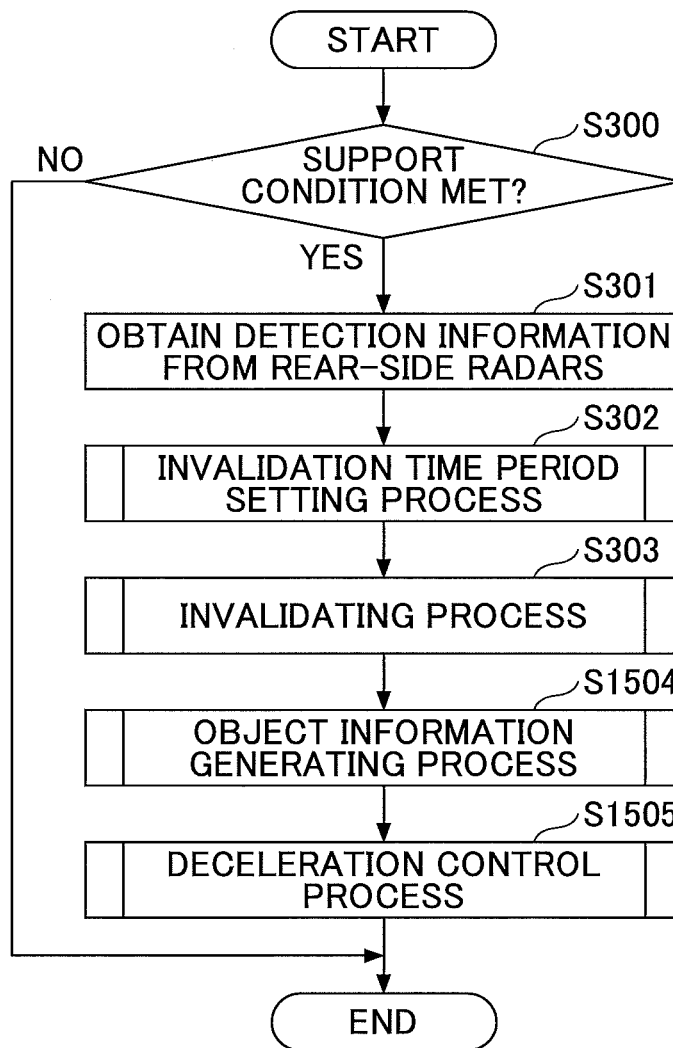 START
S300
NO
SUPPORT
CONDITION MET?
YES
S301
OBTAIN DETECTION INFORMATION
FROM REAR-SIDE RADARS
S302
INVALIDATION TIME PERIOD
SETTING PROCESS
S303
INVALIDATING PROCESS
S1504
OBJECT INFORMATION
GENERATING PROCESS
S1505
DECELERATION CONTROL
PROCESS
END